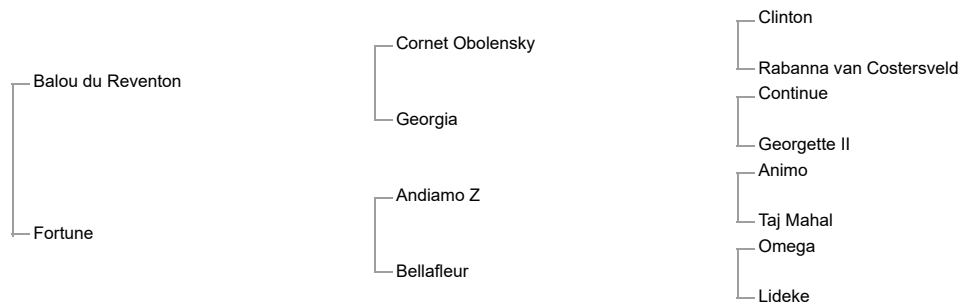 Clinton
Cornet Obolensky
Rabanna van Costersveld
Balou du Reventon
Continue
Georgia
Georgette II
Animo
Andiamo Z
Taj Mahal
Fortune
Omega
Bellafleur
Lideke